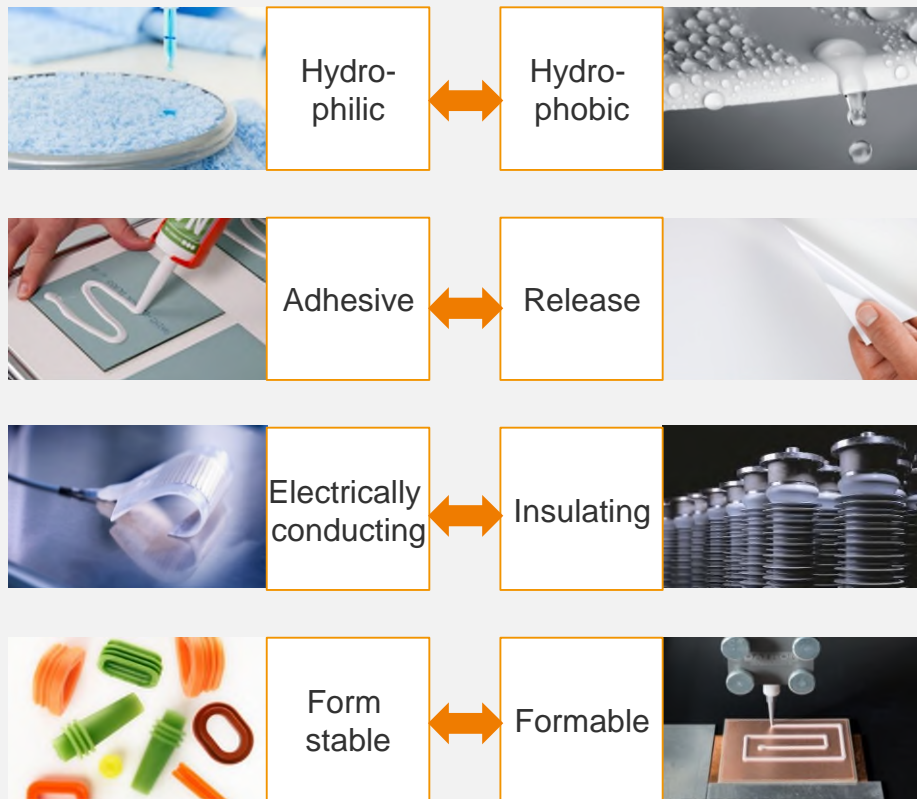 Hydro-
philic
Hydro-
phobic
Adhesive
Release
Electrically
conducting
Insulating
Form
stable
Formable